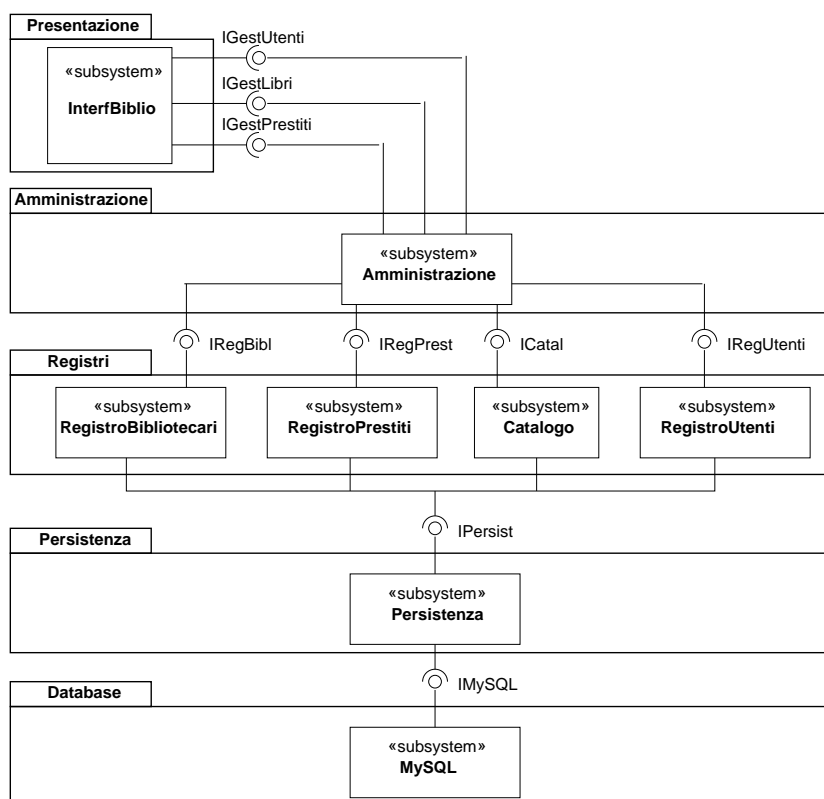 Presentazione
IGestUtenti
«subsystem»
InterfBiblio
IGestLibri
IGestPrestiti
Amministrazione
«subsystem»
Amministrazione
IRegBibl
IRegPrest
ICatal
IRegUtenti
Registri
«subsystem»
RegistroBibliotecari
«subsystem»
RegistroPrestiti
«subsystem»
Catalogo
«subsystem»
RegistroUtenti
IPersist
Persistenza
«subsystem»
Persistenza
IMySQL
Database
«subsystem»
MySQL